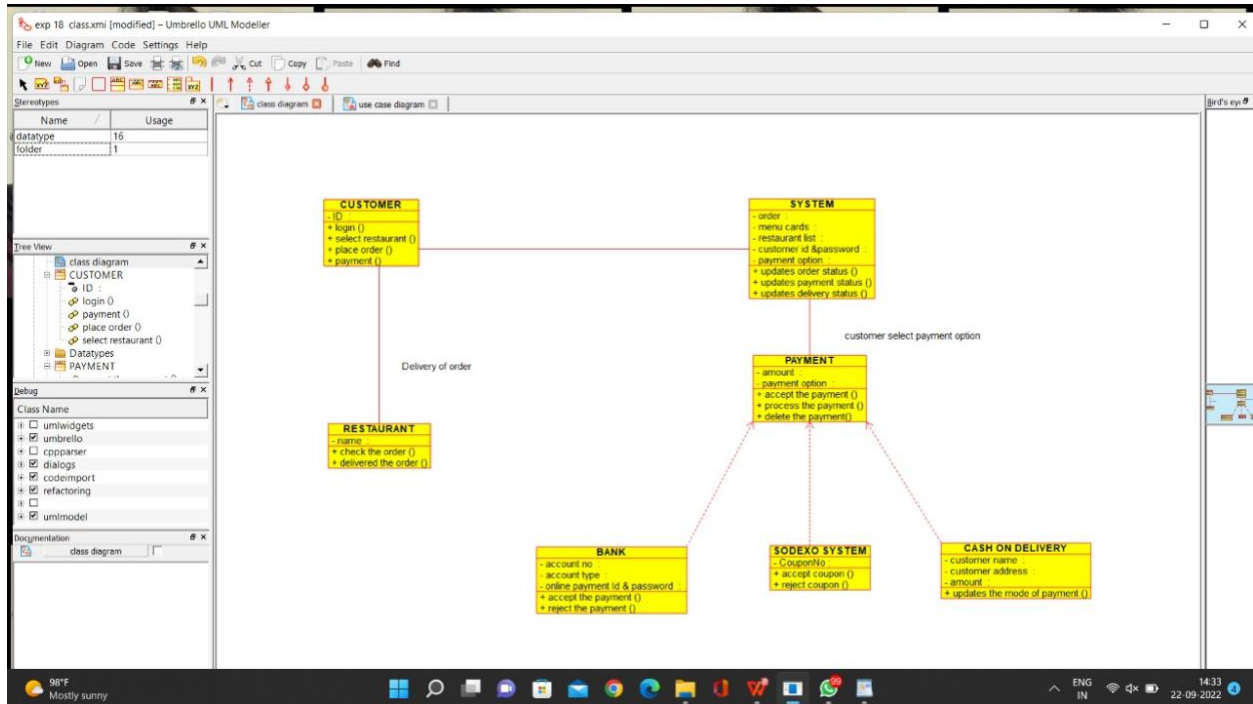 exp 18 class.xmi [modified] – Umbrello UML Modeller
File Edit Diagram Code Settings Help
New Open Save Cut Copy Paste Find
Stereotypes
Name Usage
datatype 16
folder 1
class diagram use case diagram
Bird's eye
CUSTOMER
- ID :
+ login ()
+ select restaurant ()
+ place order ()
+ payment ()
SYSTEM
- order :
- menu cards :
- restaurant list :
- customer id &password :
- payment option :
+ updates order status ()
+ updates payment status ()
+ updates delivery status ()
Tree View
class diagram
CUSTOMER
ID :
login ()
payment ()
place order ()
select restaurant ()
Datatypes
PAYMENT
customer select payment option
Delivery of order
PAYMENT
- amount :
- payment option :
+ accept the payment ()
+ process the payment ()
+ delete the payment()
Debug
Class Name
umlwidgets
umbrello
cppparser
dialogs
codeimport
refactoring
umlmodel
RESTAURANT
- name :
+ check the order ()
+ delivered the order ()
Documentation
class diagram
BANK
- account no :
- account type :
- online payment id & password :
+ accept the payment ()
+ reject the payment ()
SODEXO SYSTEM
- CouponNo :
+ accept coupon ()
+ reject coupon ()
CASH ON DELIVERY
- customer name :
- customer address :
- amount :
+ updates the mode of payment ()
98°F
Mostly sunny
99
ENG
IN
14:33
22-09-2022
4